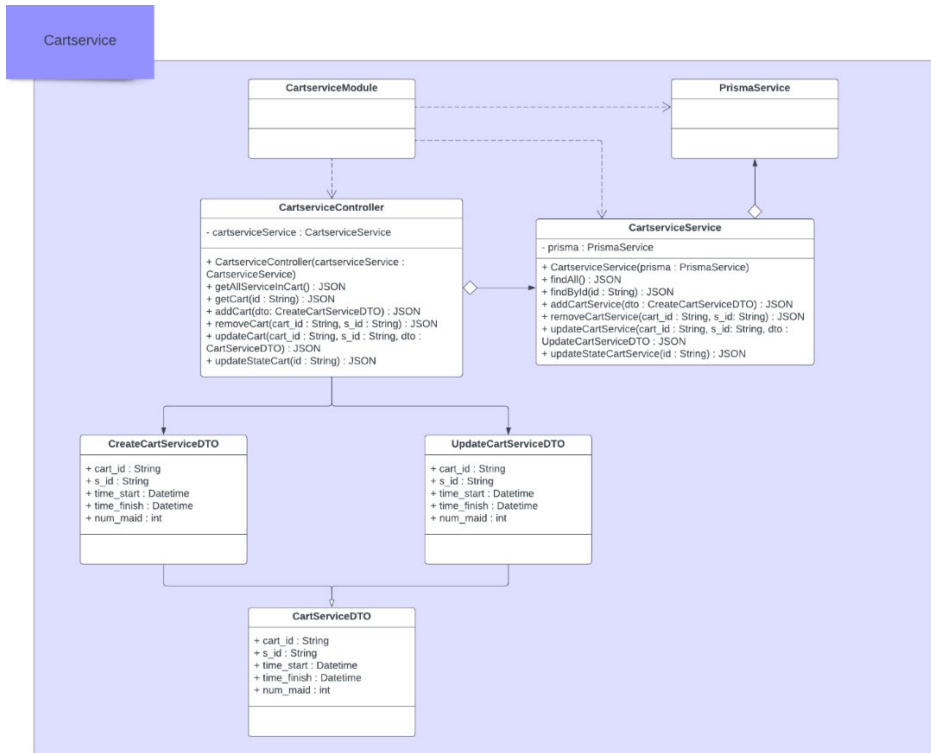 Cartservice
CartserviceModule
PrismaService
CartserviceController
- cartserviceService : CartserviceService
+ CartserviceController(cartserviceService :
CartserviceService)
+ getAllServiceInCart() : JSON
+ getCart(id : String) : JSON
+ addCart(dto: CreateCartServiceDTO) : JSON
+ removeCart(cart_id : String, s_id : String) : JSON
+ updateCart(cart_id : String, s_id : String, dto :
CartServiceDTO) : JSON
+ updateStateCart(id : String) : JSON
CartserviceService
- prisma : PrismaService
+ CartserviceService(prisma : PrismaService)
+ findAll() : JSON
+ findById(id : String) : JSON
+ addCartService(dto : CreateCartServiceDTO) : JSON
+ removeCartService(cart_id : String, s_id: String) : JSON
+ updateCartService(cart_id : String, s_id: String, dto :
UpdateCartServiceDTO : JSON
+ updateStateCartService(id : String) : JSON
CreateCartServiceDTO
+ cart_id : String
+ s_id : String
+ time_start : Datetime
+ time_finish : Datetime
+ num_maid : int
UpdateCartServiceDTO
+ cart_id : String
+ s_id : String
+ time_start : Datetime
+ time_finish : Datetime
+ num_maid : int
CartServiceDTO
+ cart_id : String
+ s_id : String
+ time_start : Datetime
+ time_finish : Datetime
+ num_maid : int